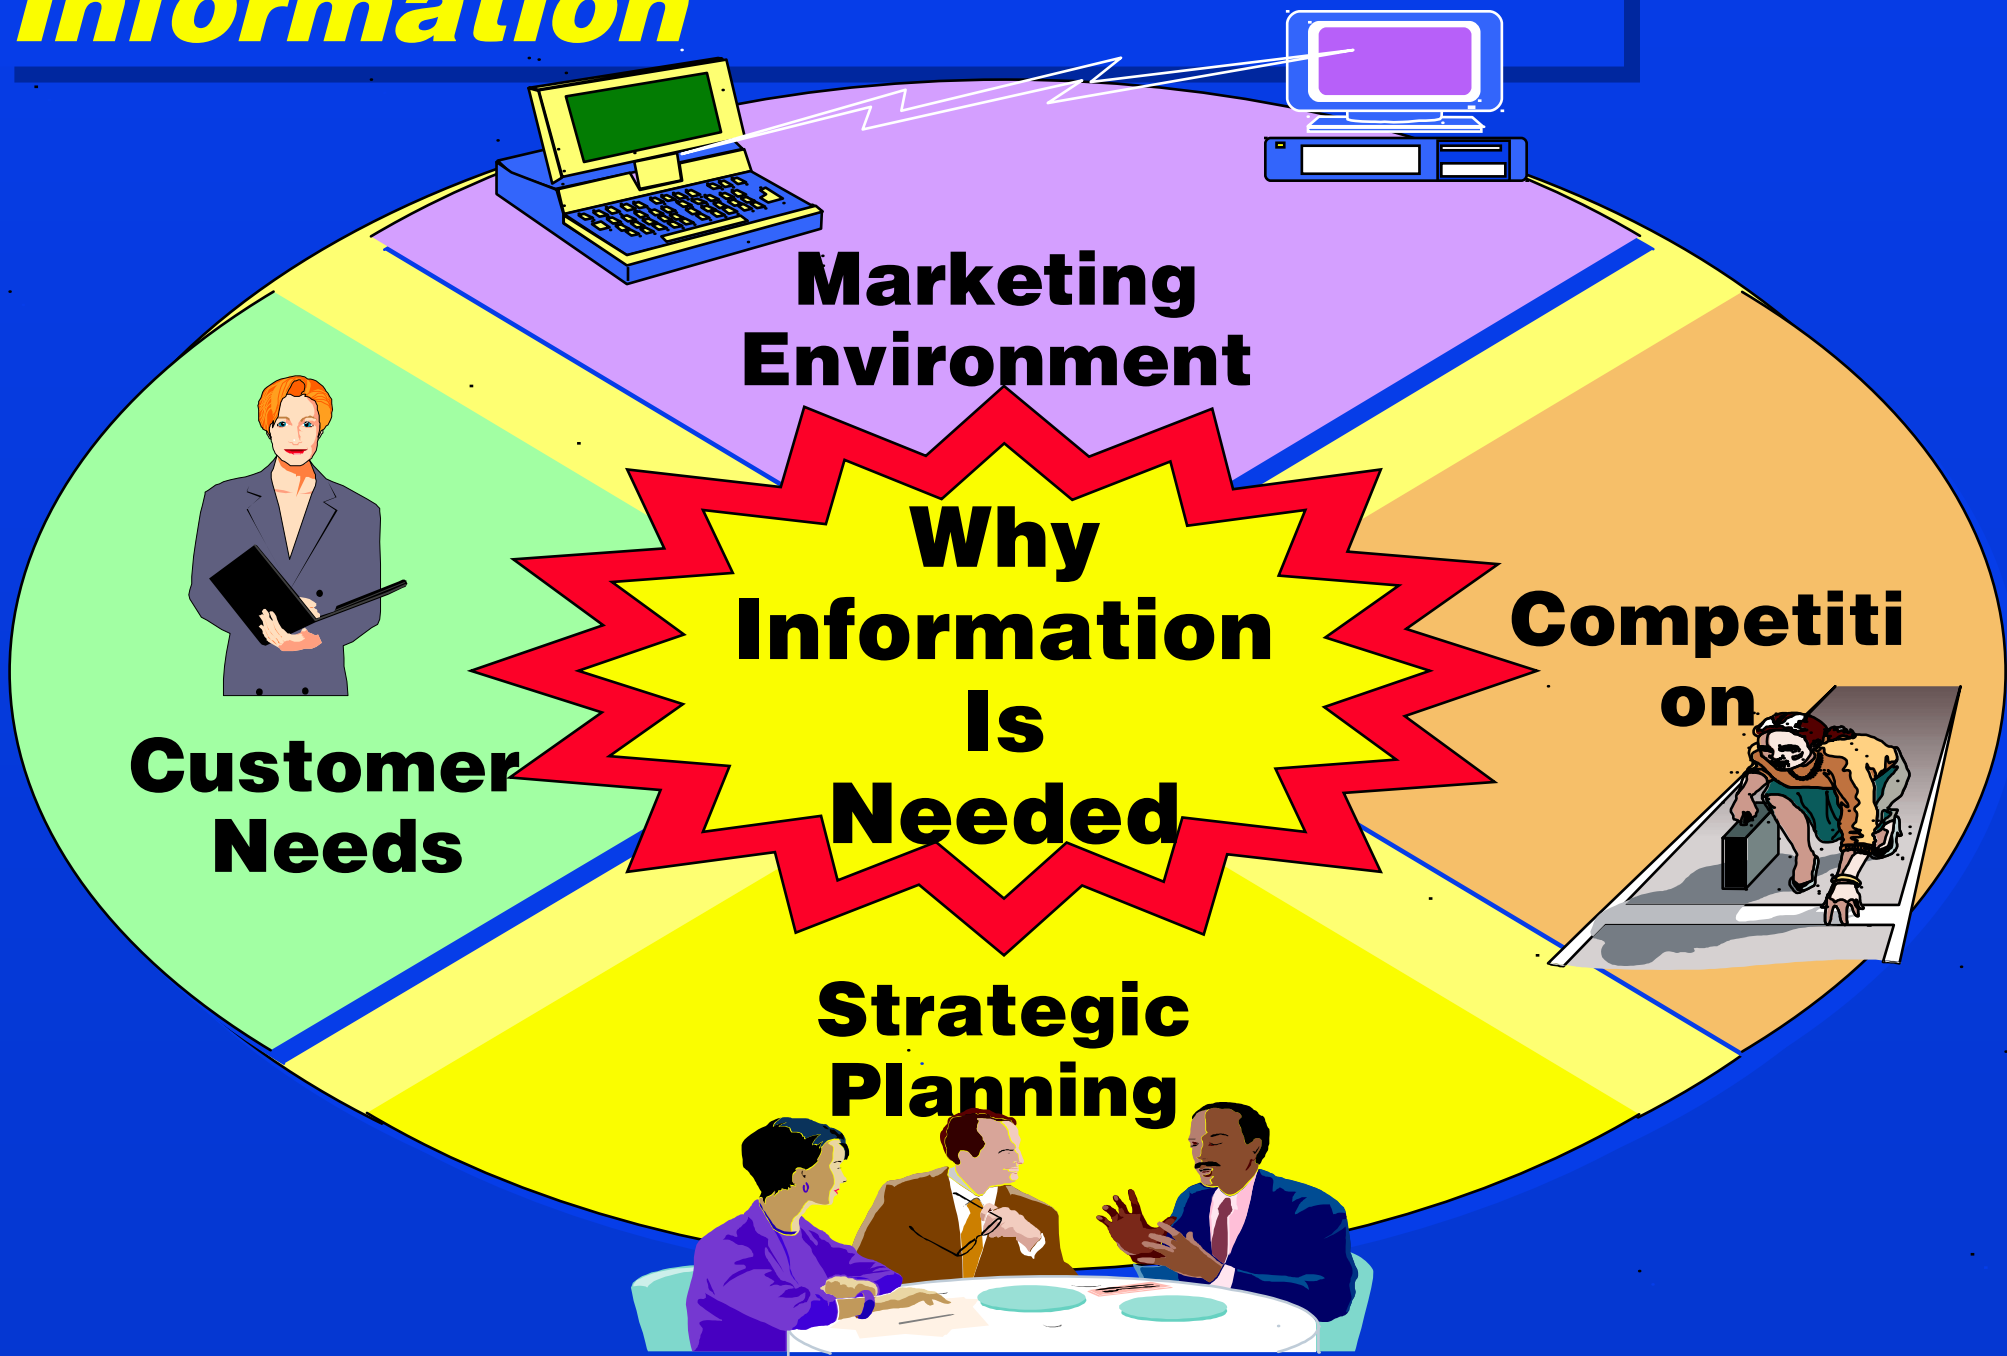 Information
Marketing
Environment
Why
Information
Is
Needed
Competiti
on
Customer
Needs
Strategic
Planning